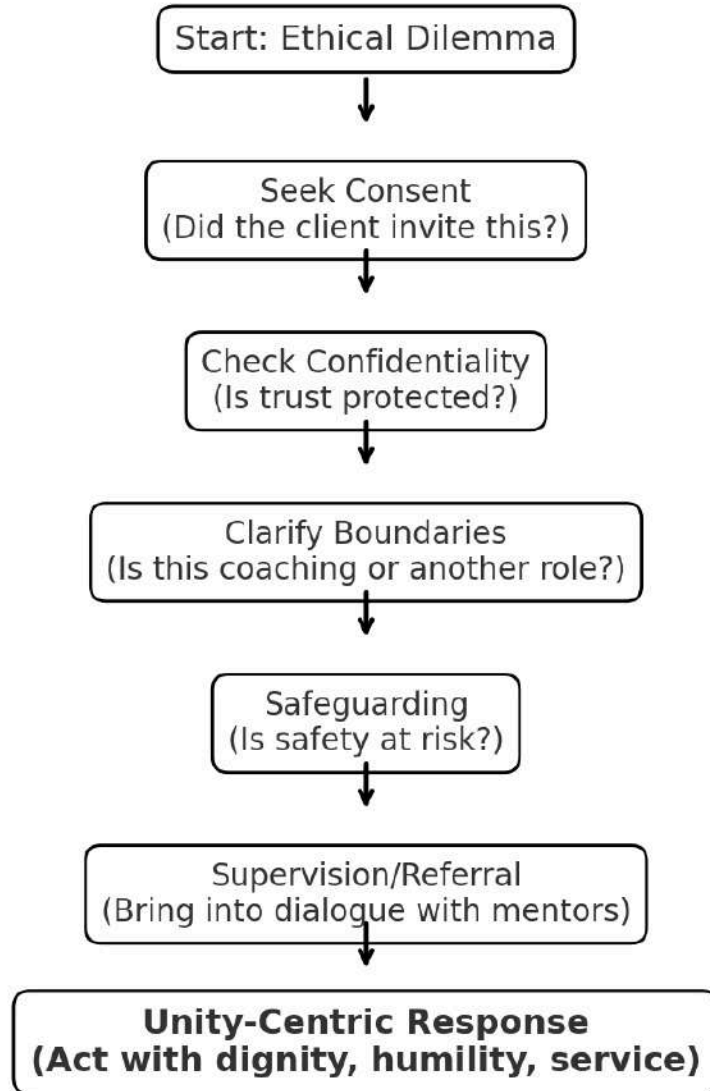 Start: Ethical Dilemma
Seek Consent
(Did the client invite this?)
Check Confidentiality
(Is trust protected?)
Clarify Boundaries
(Is this coaching or another role?)
Safeguarding
(Is safety at risk?)
Supervision/Referral
(Bring into dialogue with mentors)
Unity-Centric Response
(Act with dignity, humility, service)